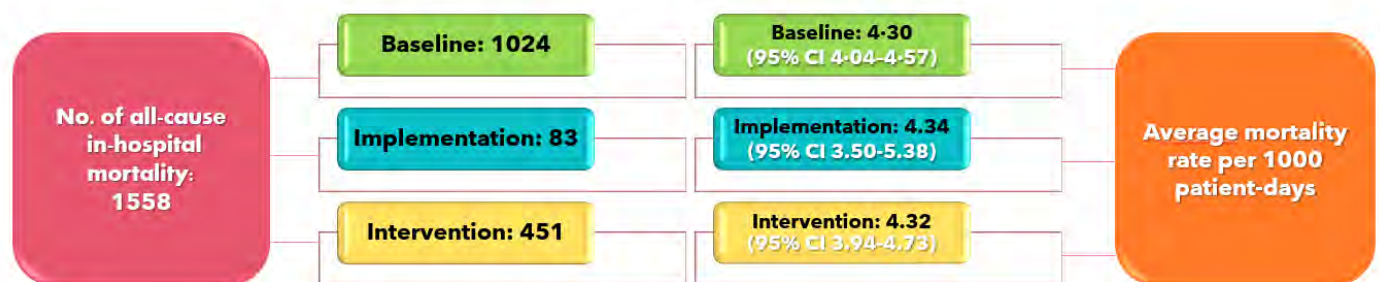 No. of all-cause
in-hospital
mortality:
1558
Baseline: 1024
Implementation: 83
Intervention: 451
Baseline: 4·30
(95% CI 4·04-4·57)
Implementation: 4.34
(95% CI 3.50-5.38)
Intervention: 4.32
(95% CI 3.94-4.73)
Average mortality
rate per 1000
patient-days